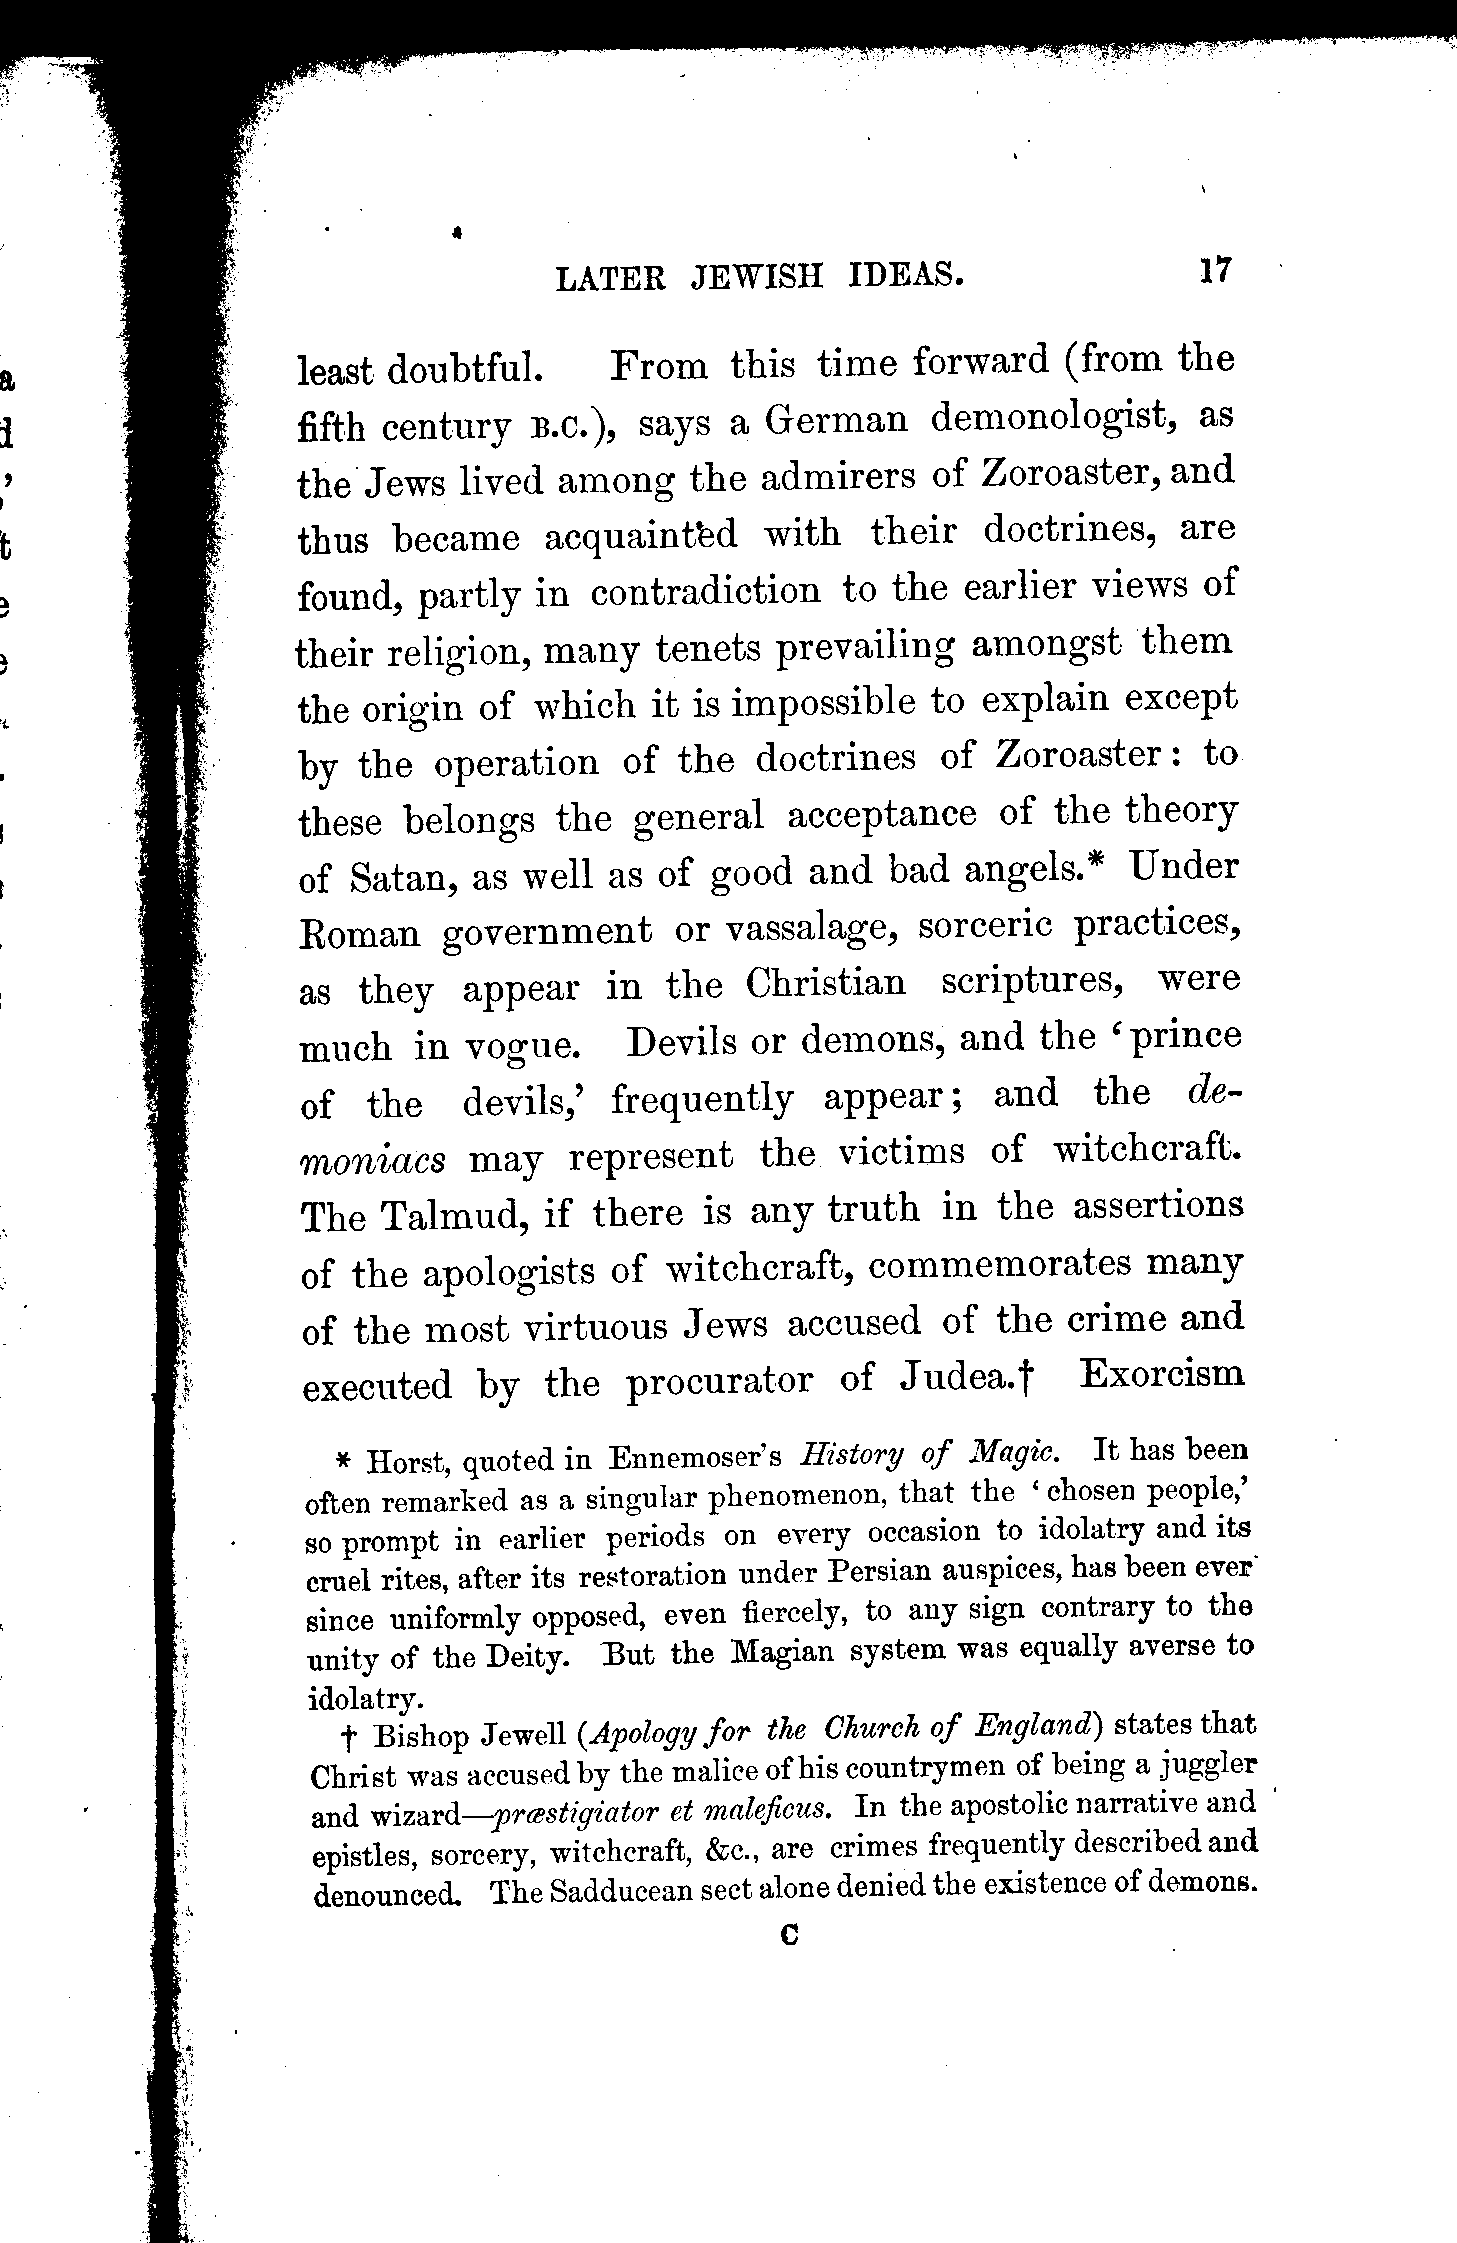 LATER JEWISH IDEAS. 17
least doubtful. From this time forward (from the
fifth century B.C.), says a German demonologist, as
the Jews lived among the admirers of Zoroaster, and
thus became acquainted with their doctrines, are
found, partly in contradiction to the earlier views of
their religion, many tenets prevailing amongst them
the origin of which it is impossible to explain except
by the operation of the doctrines of Zoroaster: to
these belongs the general acceptance of the theory
of Satan, as well as of good and bad angels.* Under
Roman government or vassalage, sorceric practices,
as they appear in the Christian scriptures, were
much in vogue. Devils or demons, and the ‘prince
of the devils,’ frequently appear; and the de-
moniacs may represent the victims of witchcraft.
The Talmud, if there is any truth in the assertions
of the apologists of witchcraft, commemorates many
of the most virtuous Jews accused of the crime and
executed by the procurator of Judea.† Exorcism
* Horst, quoted in Ennemoser’s History of Magic. It has been
often remarked as a singular phenomenon, that the ‘chosen people,’
so prompt in earlier periods on every occasion to idolatry and its
cruel rites, after its restoration under Persian auspices, has been ever
since uniformly opposed, even fiercely, to any sign contrary to the
unity of the Deity. But the Magian system was equally averse to
idolatry.
† Bishop Jewell (Apology for the Church of England) states that
Christ was accused by the malice of his countrymen of being a juggler
and wizard—præstigiator et maleficus. In the apostolic narrative and
epistles, sorcery, witchcraft, &c., are crimes frequently described and
denounced. The Sadducean sect alone denied the existence of demons.
C